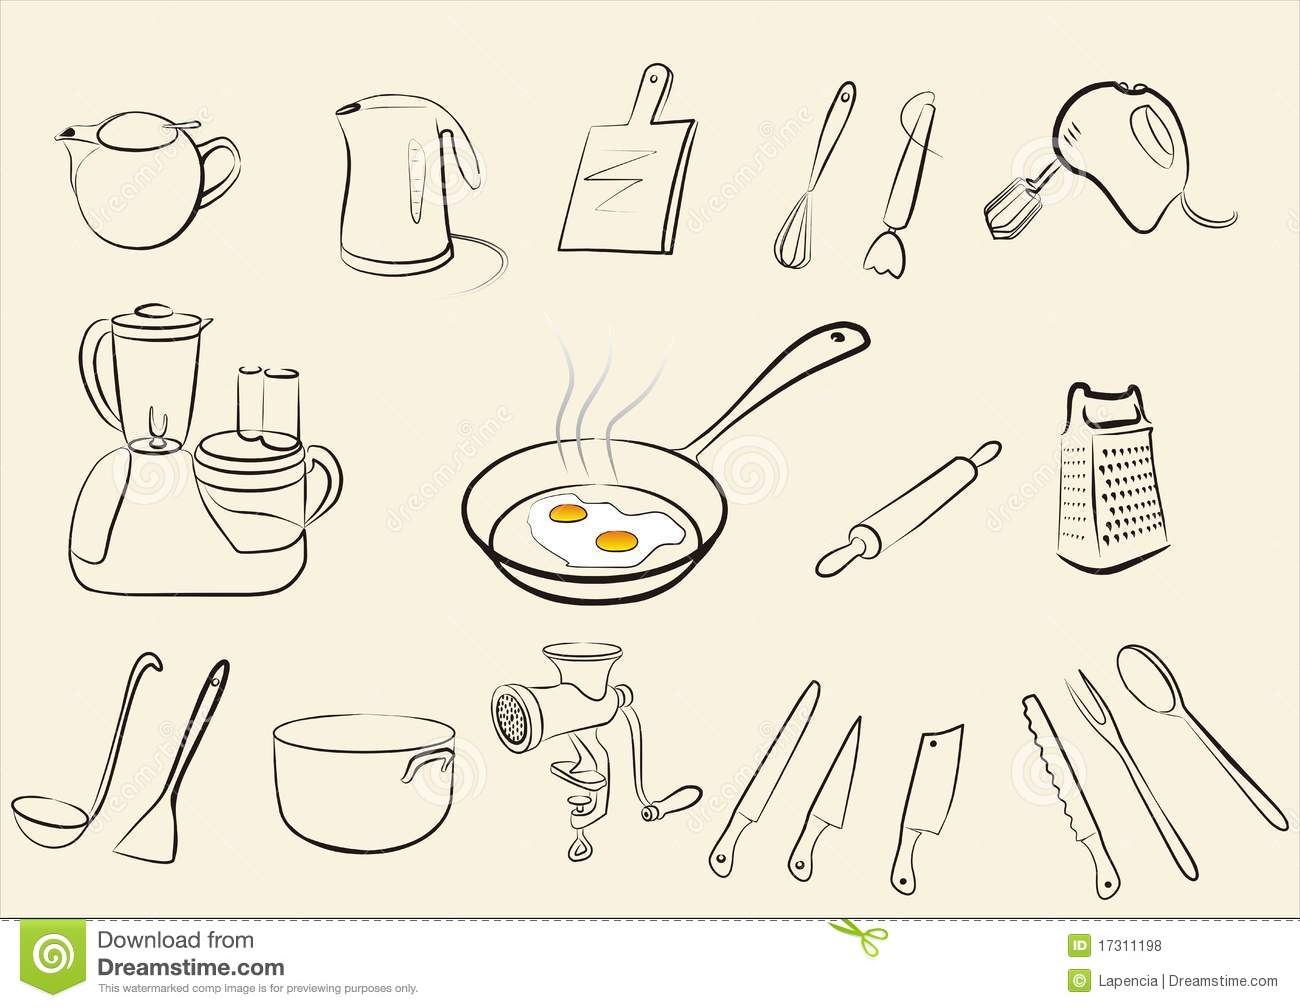 Download from
Dreamstime.com
This watermarked comp image is for previewing purposes only.
ID 17311198
© Lapencia | Dreamstime.com